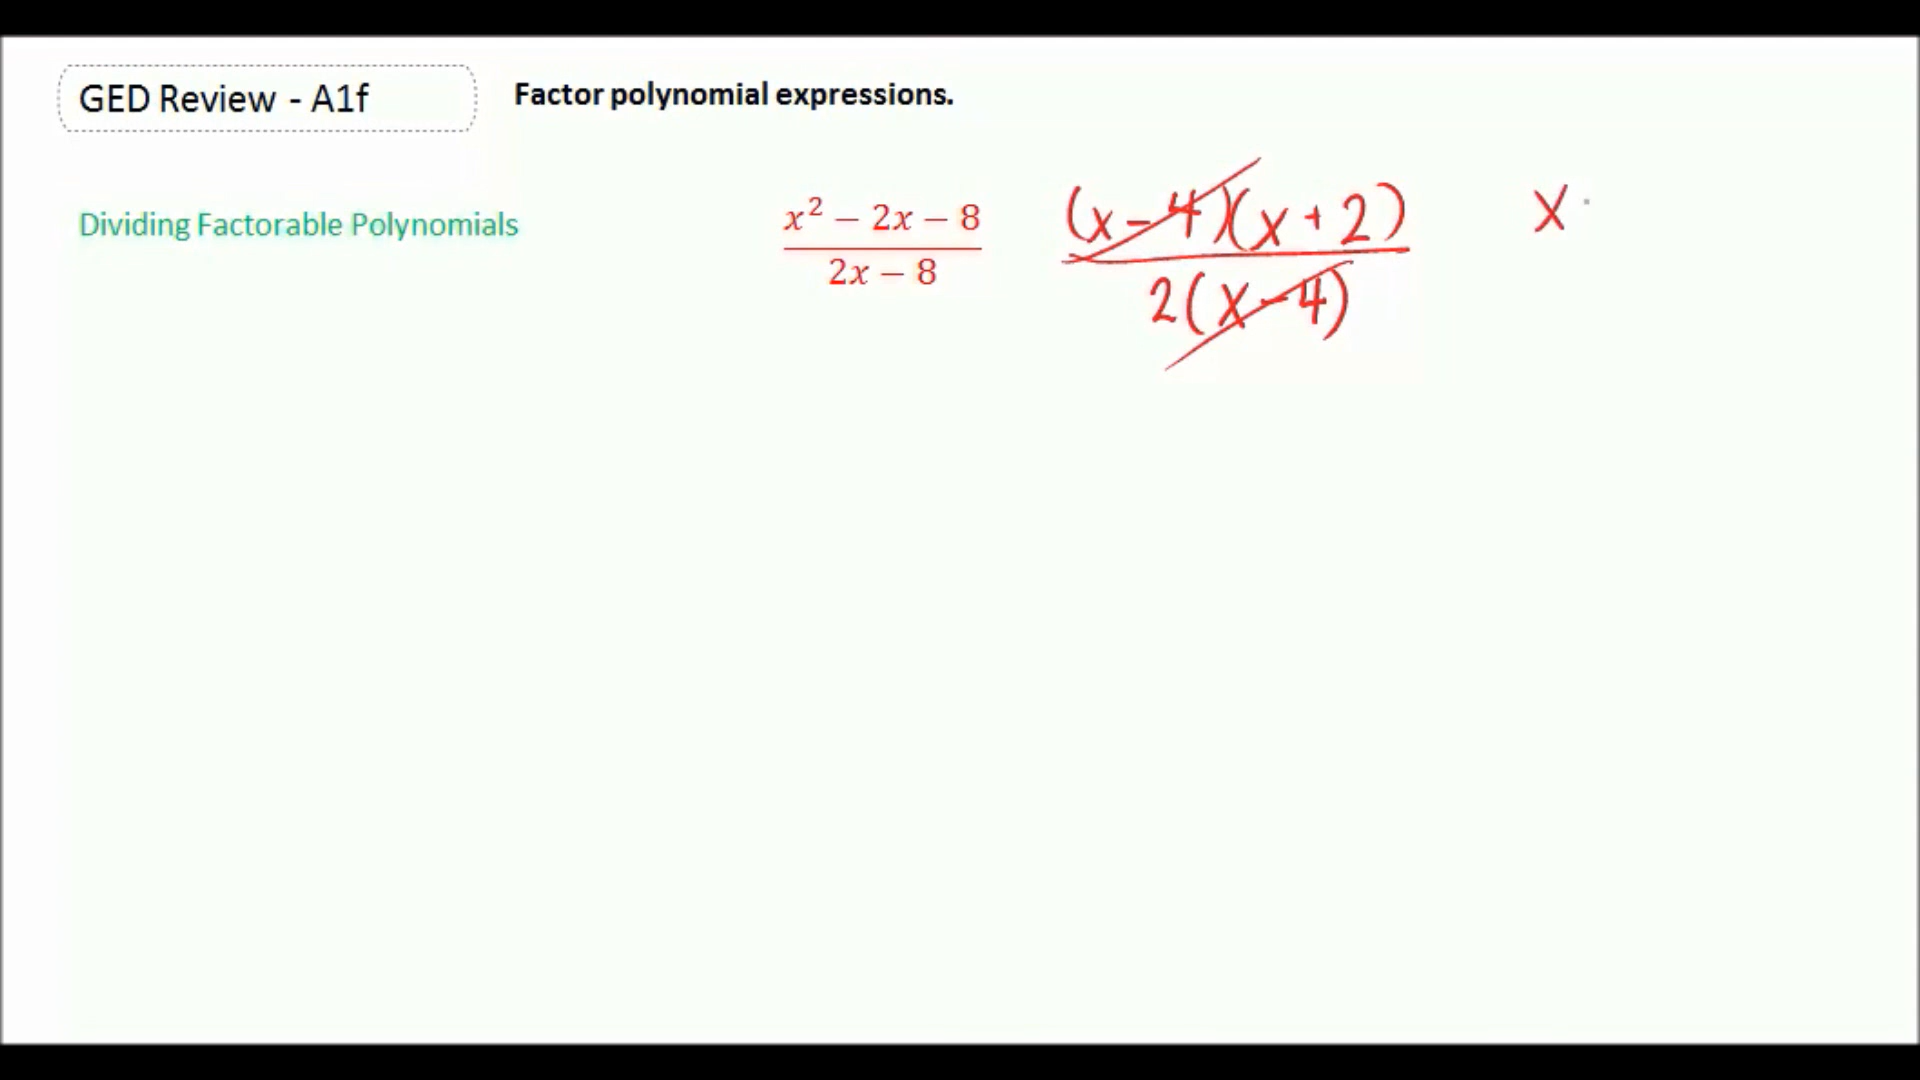 GED Review - A1f
Factor polynomial expressions.
Dividing Factorable Polynomials
x² − 2x − 8
2x − 8
(x-4)(x+2)
2(x-4)
x